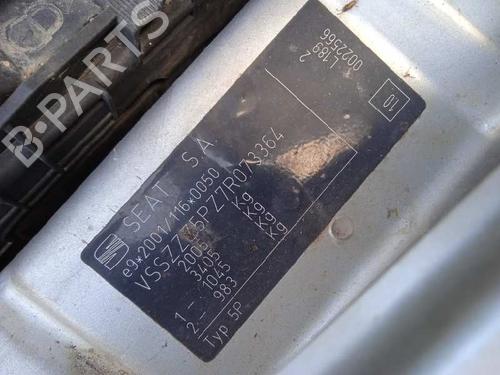 B-PARTS
SEAT S.A.
e9*2001/116*0050
VSSZZZ5PZ7R073364
2005 Kg
3405 Kg
1.- 1045 Kg
2.- 983 Kg
Typ 5P
L1892
0022566
10